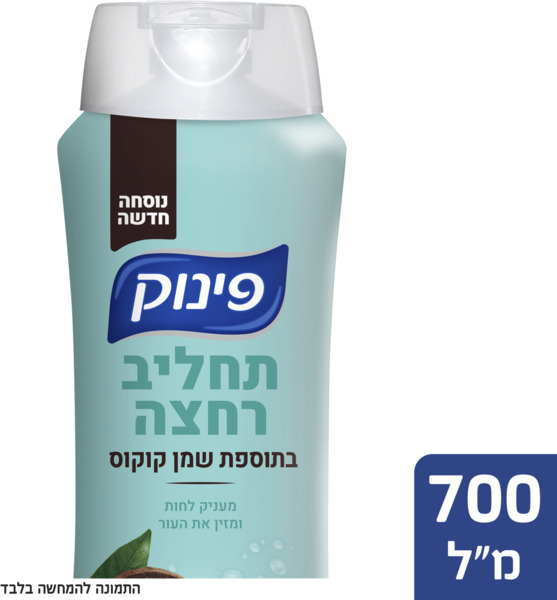 נוסחה
חדשה
פינוק
תחליב
רחצה
בתוספת שמן קוקוס
מעניק לחות
ומזין את העור
700
מ"ל
התמונה להמחשה בלבד